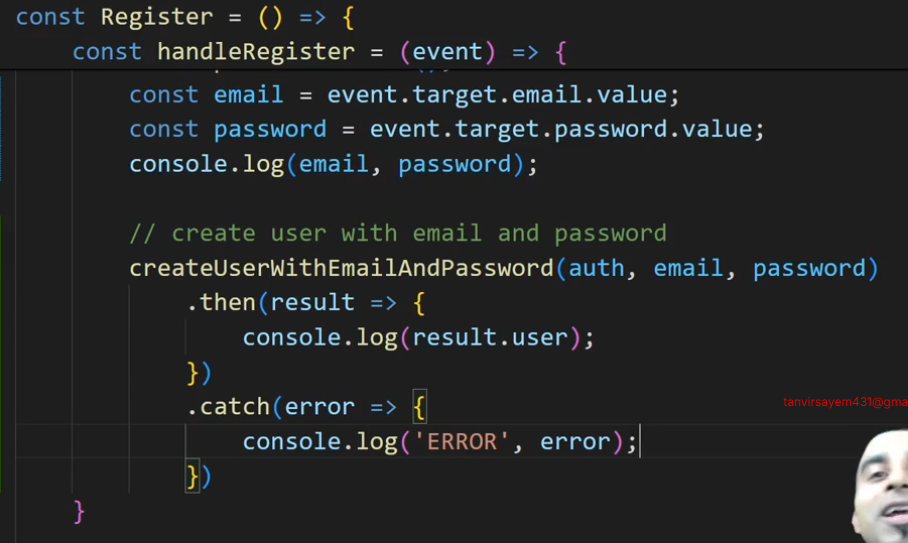 const Register = () => {
const handleRegister = (event) => {
const email = event.target.email.value;
const password = event.target.password.value;
console.log(email, password);
// create user with email and password
createUserWithEmailAndPassword(auth, email, password)
.then(result => {
console.log(result.user);
})
.catch(error => {
tanvirsayem431@gma
console.log('ERROR', error);
})
}